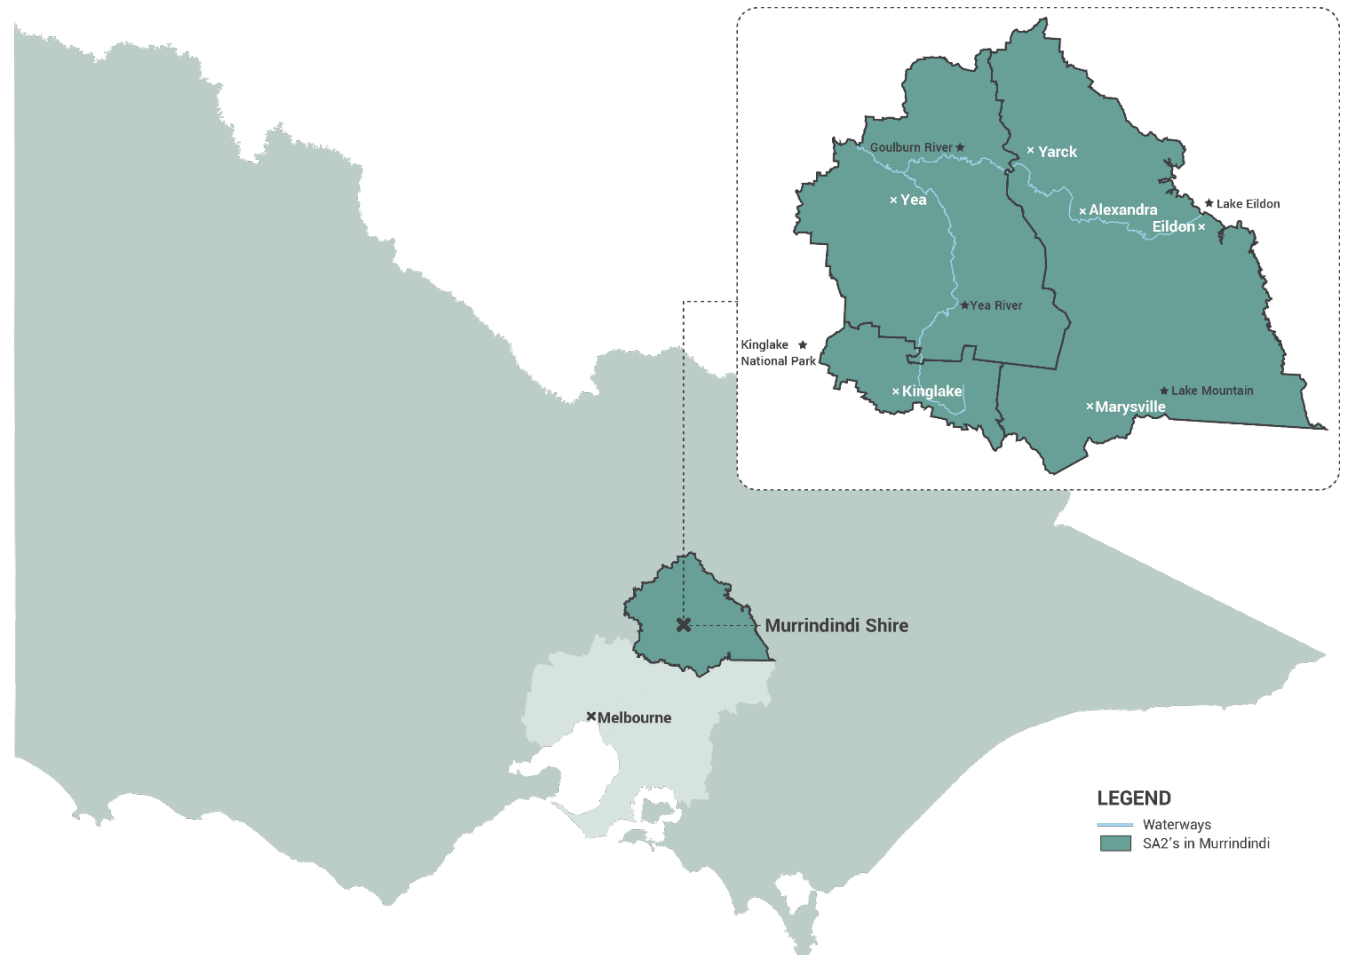 Goulburn River
Yarck
Yea
Alexandra
Lake Eildon
Eildon
Yea River
Kinglake
National Park
Kinglake
Lake Mountain
Marysville
Murrindindi Shire
Melbourne
LEGEND
Waterways
SA2's in Murrindindi